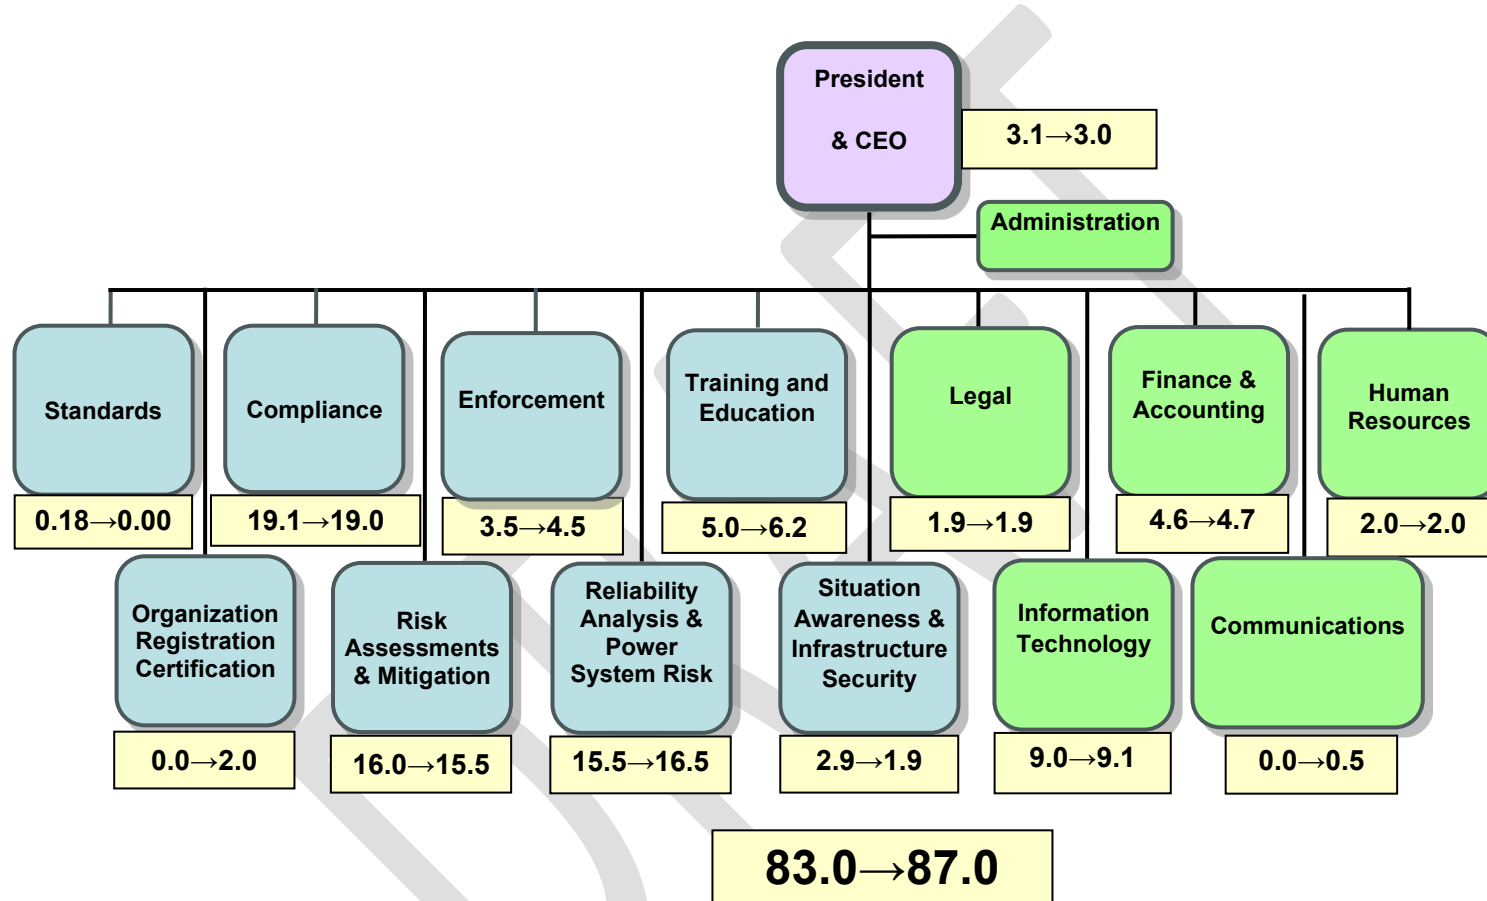 President
& CEO
3.1→3.0
Administration
Standards
0.18→0.00
Compliance
19.1→19.0
Enforcement
3.5→4.5
Training and
Education
5.0→6.2
Legal
1.9→1.9
Finance &
Accounting
4.6→4.7
Human
Resources
2.0→2.0
Organization
Registration
Certification
0.0→2.0
Risk
Assessments
& Mitigation
16.0→15.5
Reliability
Analysis &
Power
System Risk
15.5→16.5
Situation
Awareness &
Infrastructure
Security
2.9→1.9
Information
Technology
9.0→9.1
Communications
0.0→0.5
83.0→87.0